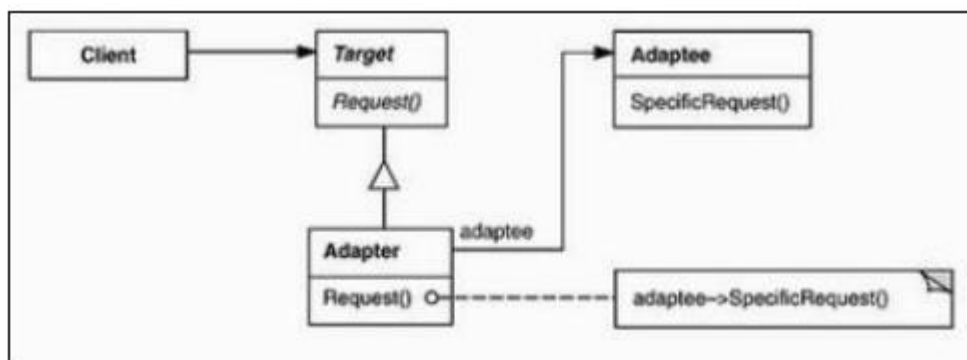 Client
Target
Request()
Adaptee
SpecificRequest()
adaptee
Adapter
Request()
adaptee->SpecificRequest()